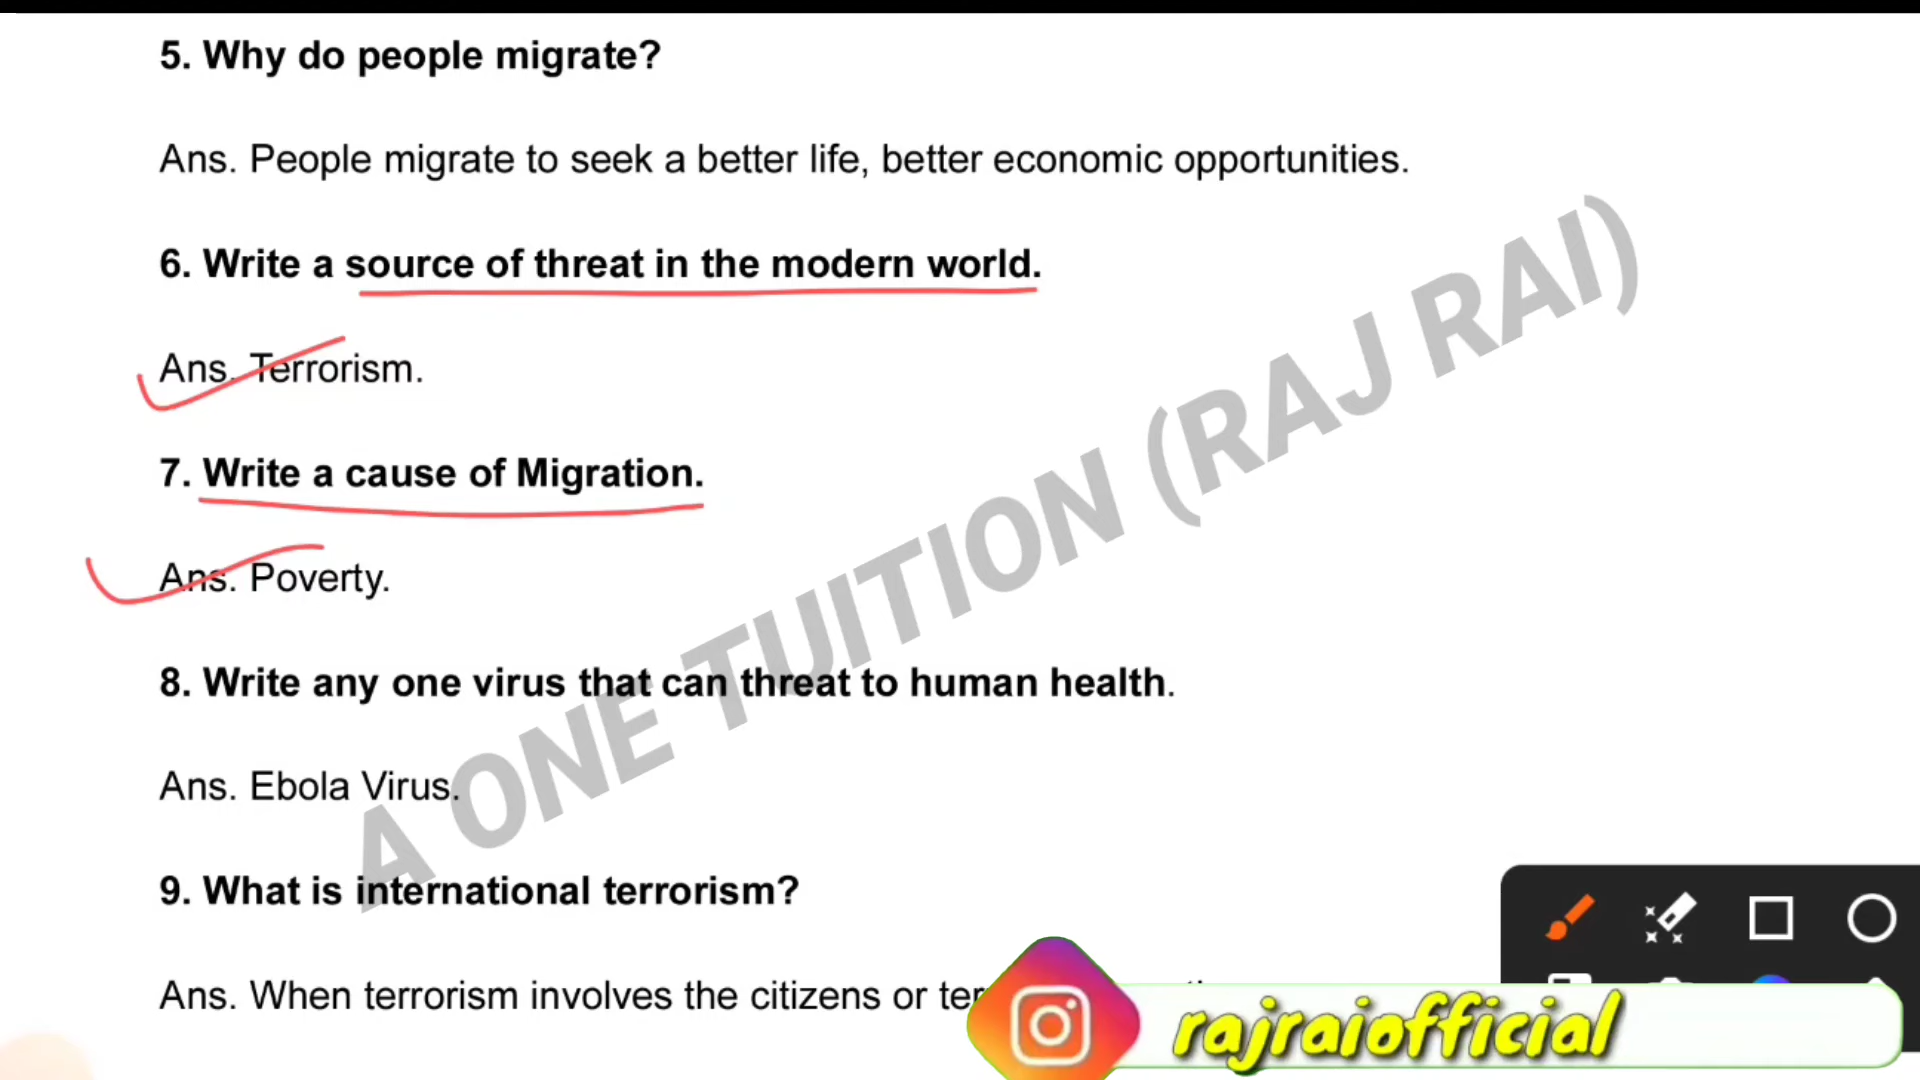 5. Why do people migrate?
Ans. People migrate to seek a better life, better economic opportunities.
6. Write a source of threat in the modern world.
Ans. Terrorism.
7. Write a cause of Migration.
Ans. Poverty.
8. Write any one virus that can threat to human health.
Ans. Ebola Virus.
9. What is international terrorism?
Ans. When terrorism involves the citizens or
A ONE TUITION (RAJ RAI)
rajraiofficial